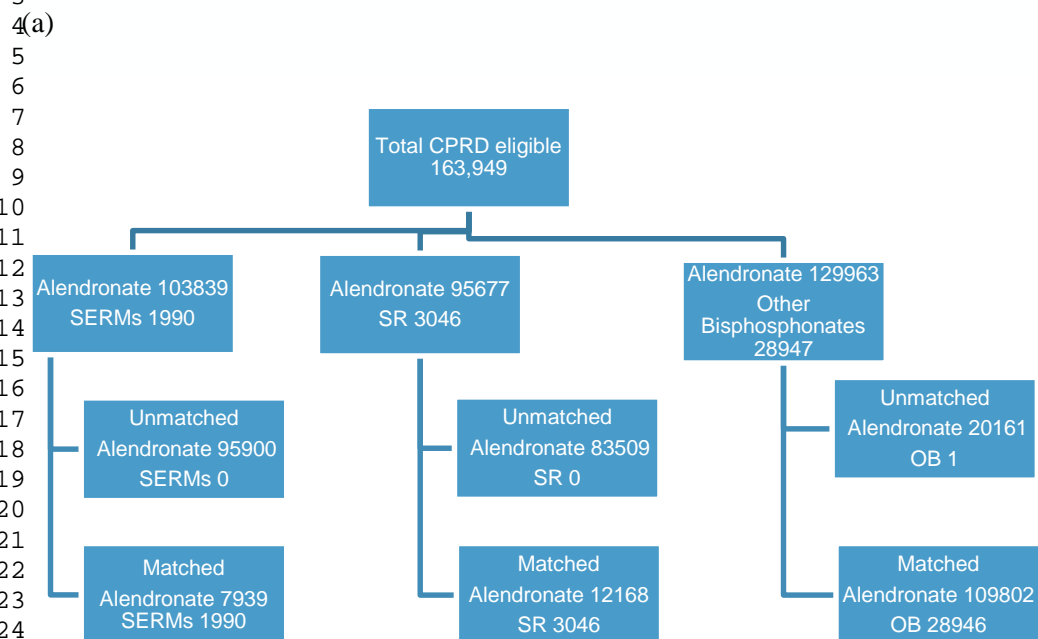 4
(a)
5
6
7
8
9
10
11
12
13
14
15
16
17
18
19
20
21
22
23
24
Total CPRD eligible
163,949
Alendronate 103839
SERMs 1990
Alendronate 95677
SR 3046
Alendronate 129963
Other
Bisphosphonates
28947
Unmatched
Alendronate 95900
SERMs 0
Unmatched
Alendronate 83509
SR 0
Unmatched
Alendronate 20161
OB 1
Matched
Alendronate 7939
SERMs 1990
Matched
Alendronate 12168
SR 3046
Matched
Alendronate 109802
OB 28946